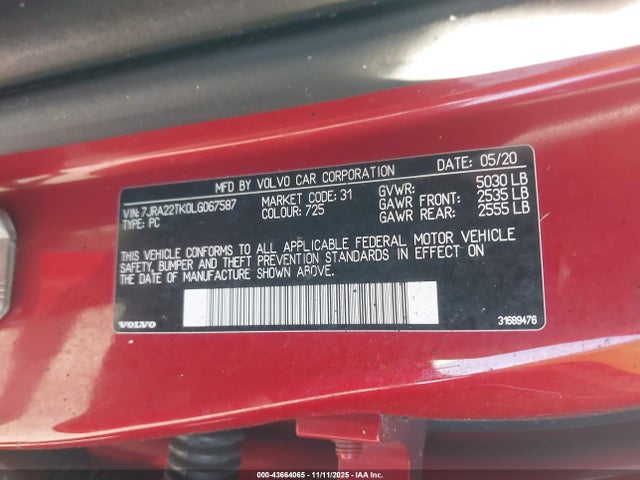 MFD BY VOLVO CAR CORPORATION DATE: 05/20
VIN: 7JRA22TK0LG067587 MARKET CODE: 31 GVWR: 5030 LB
TYPE: PC COLOUR: 725 GAWR FRONT: 2535 LB
GAWR REAR: 2555 LB
THIS VEHICLE CONFORMS TO ALL APPLICABLE FEDERAL MOTOR VEHICLE
SAFETY, BUMPER AND THEFT PREVENTION STANDARDS IN EFFECT ON
THE DATE OF MANUFACTURE SHOWN ABOVE.
VOLVO 31689476
000-43664065 - 11/11/2025 - IAA Inc.